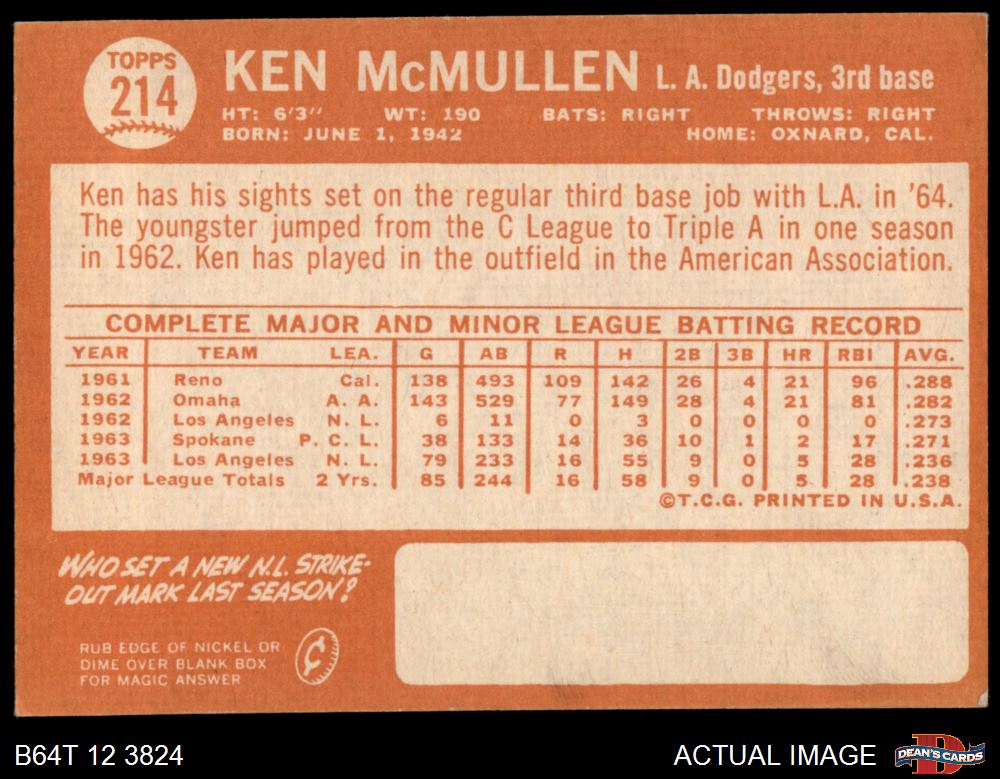 TOPPS
214
KEN McMULLEN L. A. Dodgers, 3rd base
HT: 6'3" WT: 190 BATS: RIGHT THROWS: RIGHT
BORN: JUNE 1, 1942 HOME: OXNARD, CAL.
Ken has his sights set on the regular third base job with L.A. in '64.
The youngster jumped from the C League to Triple A in one season
in 1962. Ken has played in the outfield in the American Association.
COMPLETE MAJOR AND MINOR LEAGUE BATTING RECORD
YEAR TEAM LEA. G AB R H 2B 3B HR RBI AVG.
1961 Reno Cal. 138 493 109 142 26 4 21 96 .288
1962 Omaha A. A. 143 529 77 149 28 4 21 81 .282
1962 Los Angeles N. L. 6 11 0 3 0 0 0 0 .273
1963 Spokane P. C. L. 38 133 14 36 10 1 2 17 .271
1963 Los Angeles N. L. 79 233 16 55 9 0 5 28 .236
Major League Totals 2 Yrs. 85 244 16 58 9 0 5 28 .238
©T.C.G. PRINTED IN U.S.A.
WHO SET A NEW N.L. STRIKE-
OUT MARK LAST SEASON?
RUB EDGE OF NICKEL OR
DIME OVER BLANK BOX
FOR MAGIC ANSWER
¢
B64T 12 3824 ACTUAL IMAGE
D
DEAN'S CARDS